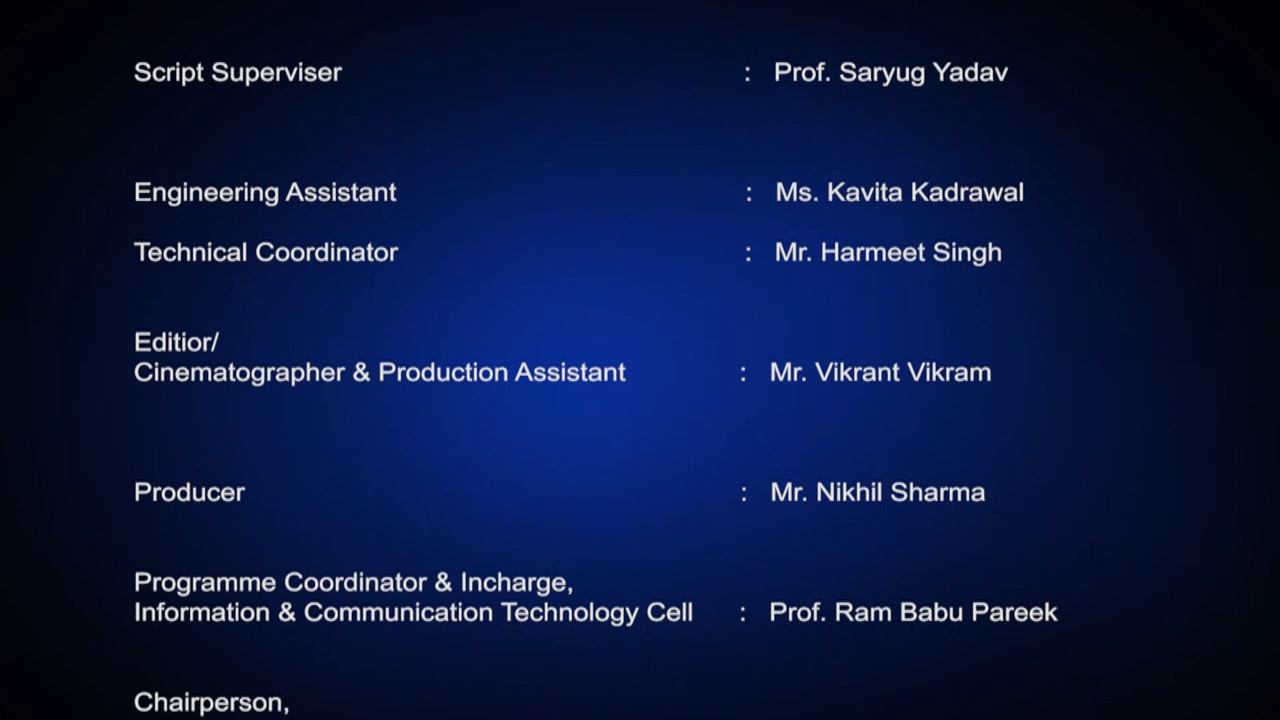 Script Superviser : Prof. Saryug Yadav
Engineering Assistant : Ms. Kavita Kadrawal
Technical Coordinator : Mr. Harmeet Singh
Editior/
Cinematographer & Production Assistant : Mr. Vikrant Vikram
Producer : Mr. Nikhil Sharma
Programme Coordinator & Incharge,
Information & Communication Technology Cell : Prof. Ram Babu Pareek
Chairperson,